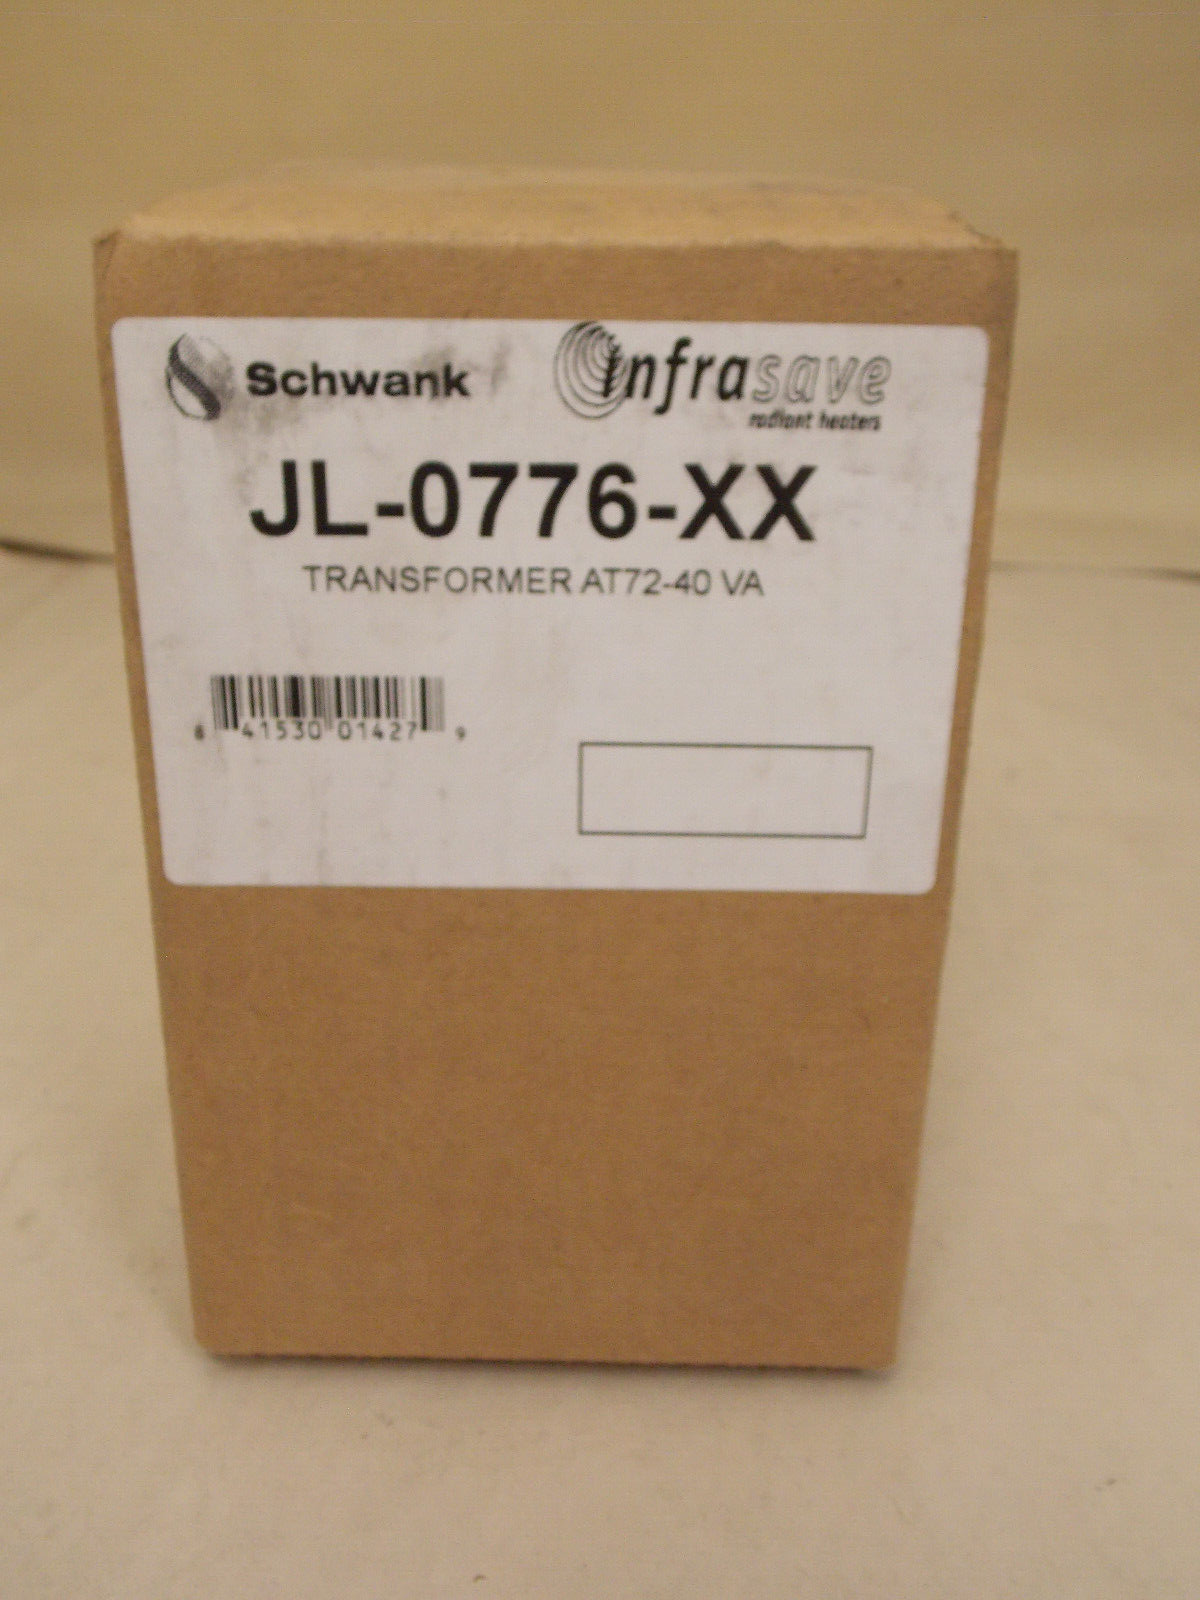 Schwank
infrasave
radiant heaters
JL-0776-XX
TRANSFORMER AT72-40 VA
8 41530 01427 9